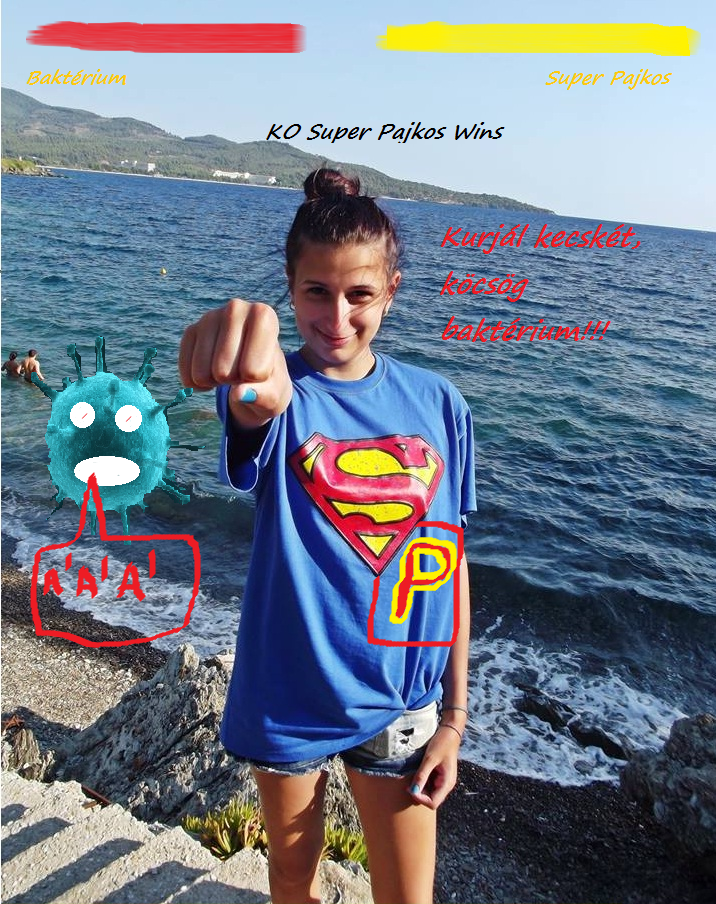 Baktérium
Super Pajkos
KO Super Pajkos Wins
Kurjál kecskét,
köcsög
baktérium!!!
S
P
A'A'A'